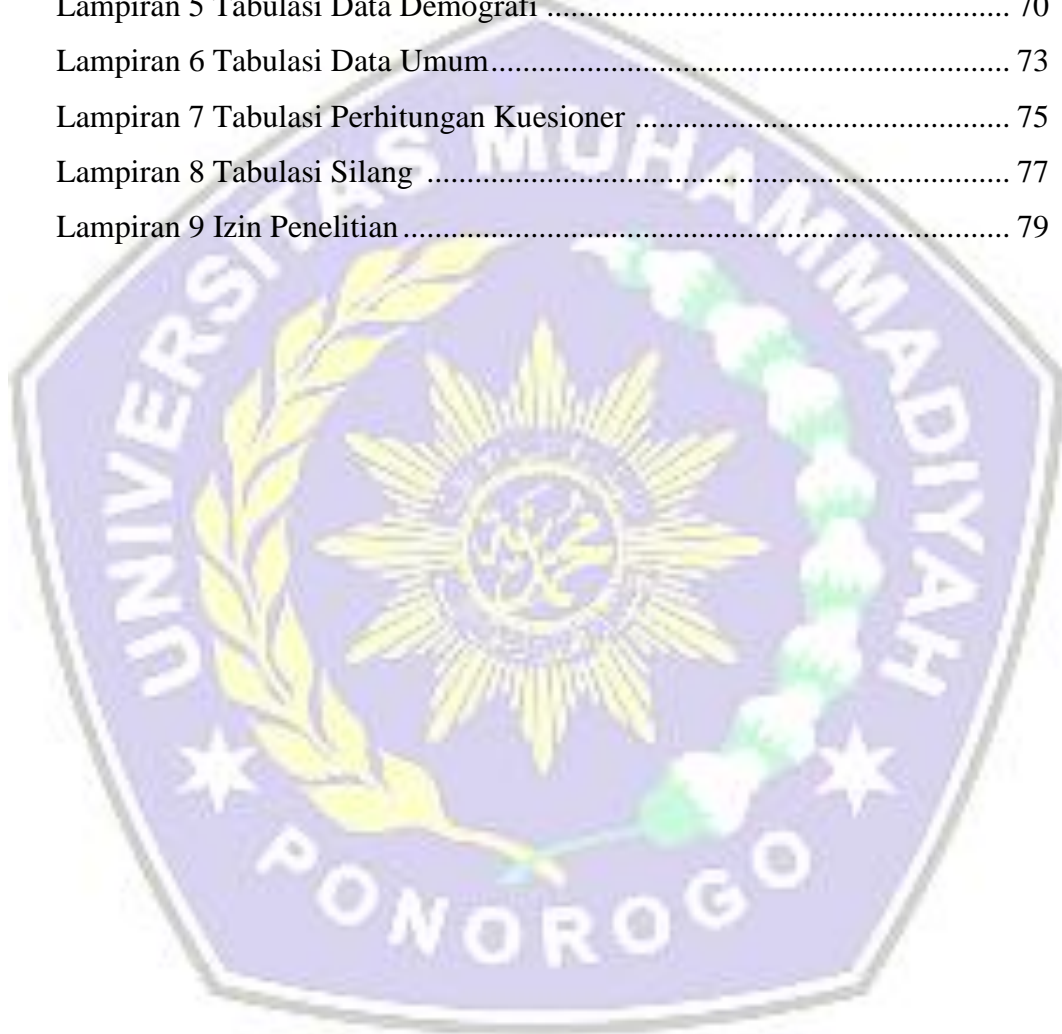 Lampiran 5 Tabulasi Data Demografi ........................................................ 70
Lampiran 6 Tabulasi Data Umum ............................................................... 73
Lampiran 7 Tabulasi Perhitungan Kuesioner .............................................. 75
Lampiran 8 Tabulasi Silang ........................................................................ 77
Lampiran 9 Izin Penelitian .......................................................................... 79
UNIVERSITAS MUHAMMADIYAH
PONOROGO